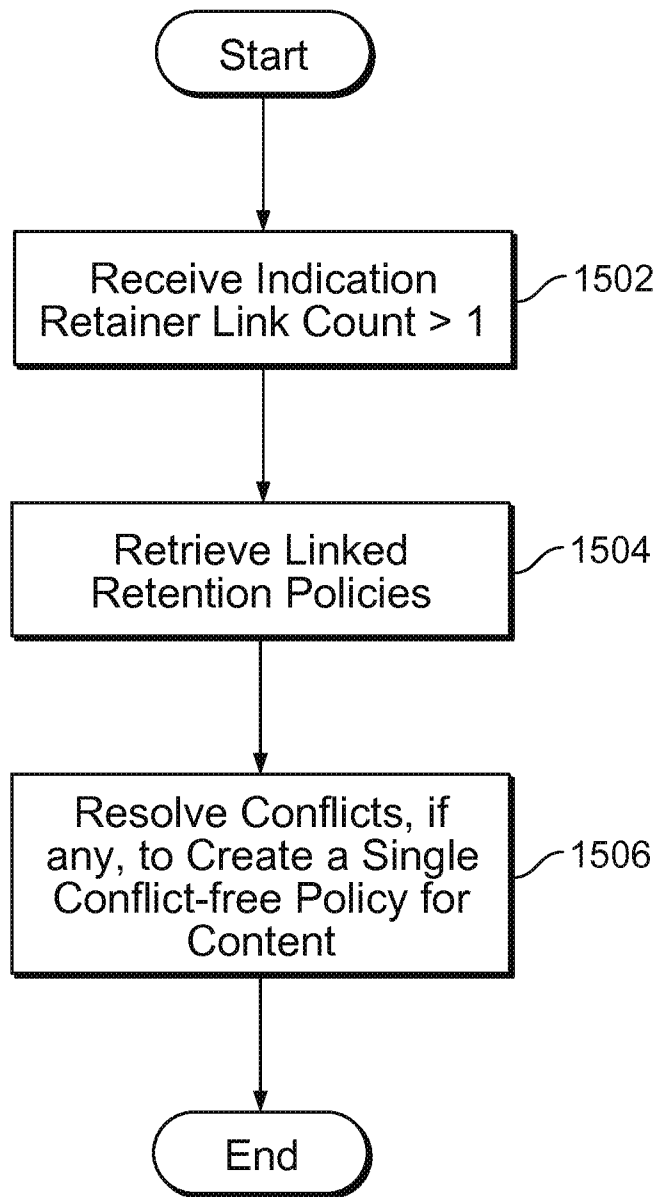 Start
Receive Indication
Retainer Link Count > 1
1502
Retrieve Linked
Retention Policies
1504
Resolve Conflicts, if
any, to Create a Single
Conflict-free Policy for
Content
1506
End